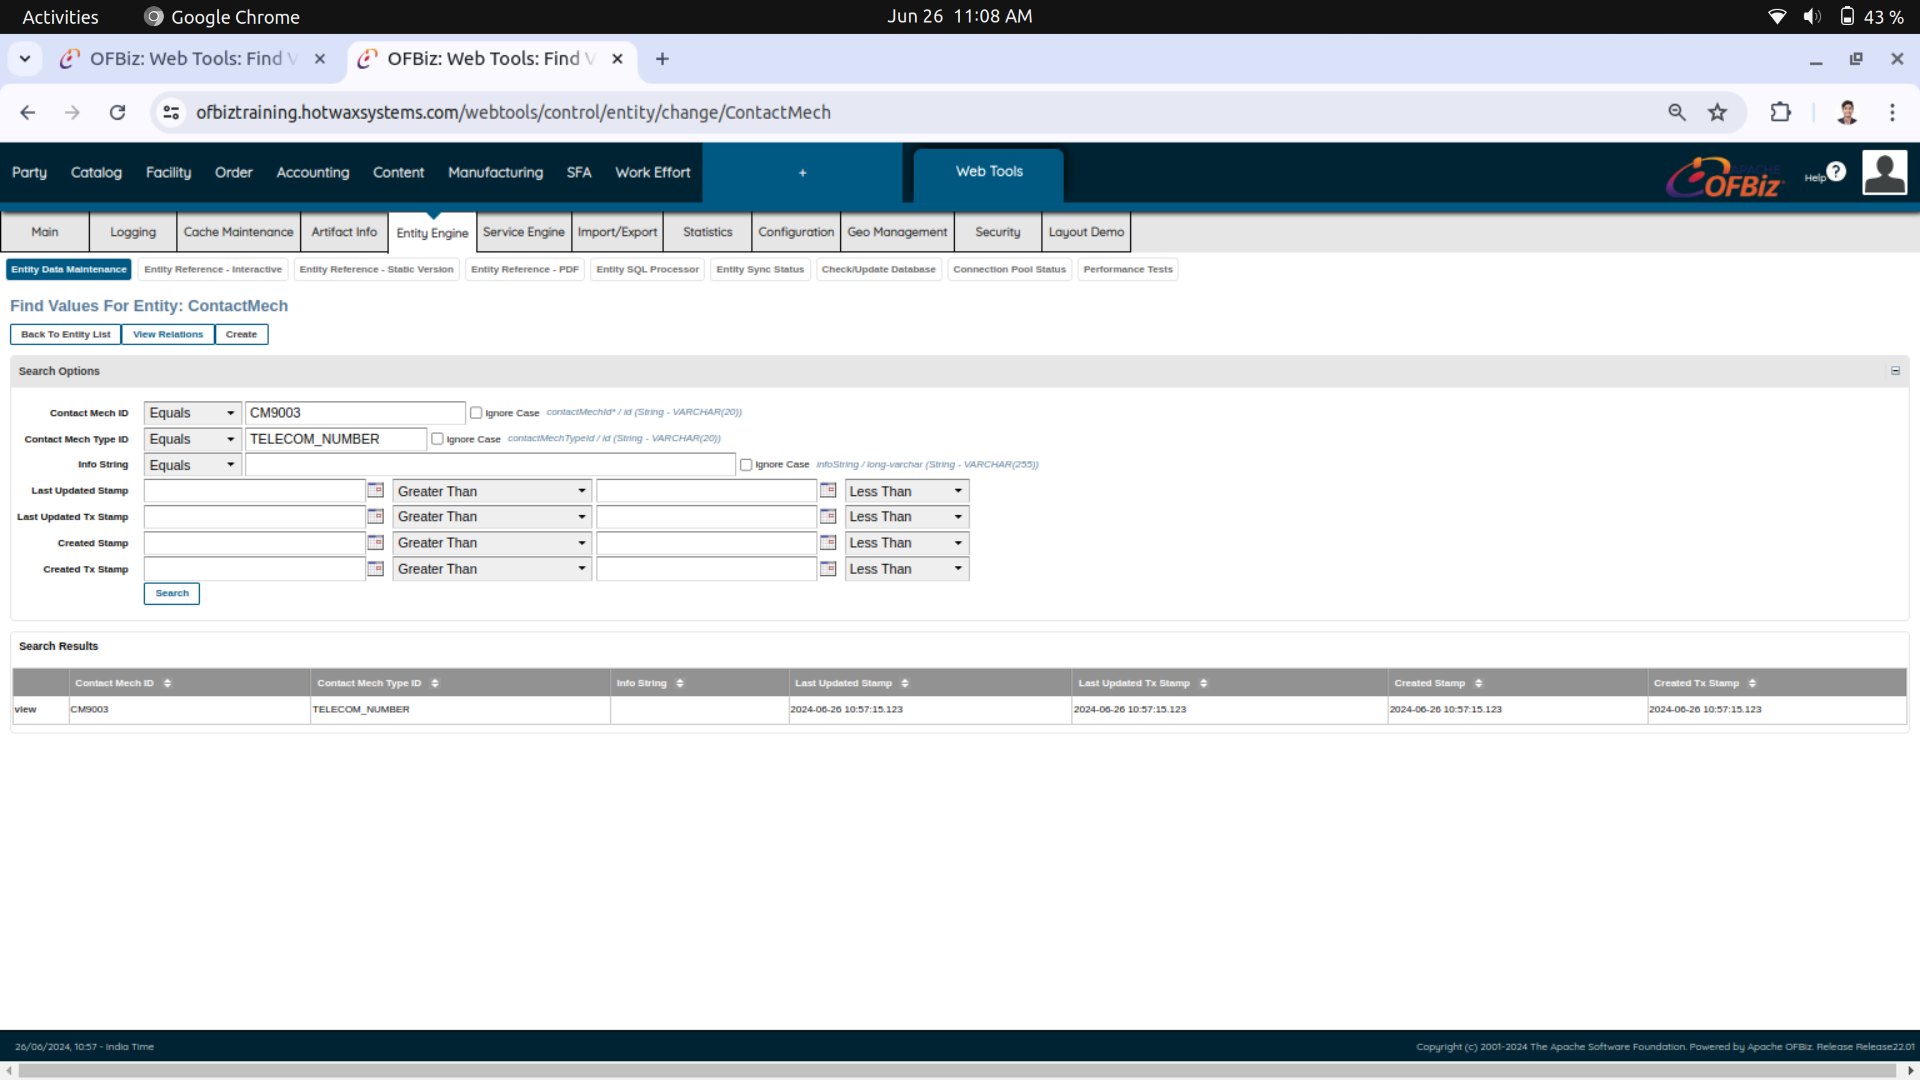 Activities Google Chrome Jun 26 11:08 AM 43 %
OFBiz: Web Tools: Find V OFBiz: Web Tools: Find V
ofbiztraining.hotwaxsystems.com/webtools/control/entity/change/ContactMech
Party Catalog Facility Order Accounting Content Manufacturing SFA Work Effort + Web Tools APACHE OFBiz Help ?
Main Logging Cache Maintenance Artifact Info Entity Engine Service Engine Import/Export Statistics Configuration Geo Management Security Layout Demo
Entity Data Maintenance Entity Reference - Interactive Entity Reference - Static Version Entity Reference - PDF Entity SQL Processor Entity Sync Status Check/Update Database Connection Pool Status Performance Tests
Find Values For Entity: ContactMech
Back To Entity List View Relations Create
Search Options
Contact Mech ID Equals CM9003 Ignore Case contactMechId* / id (String - VARCHAR(20))
Contact Mech Type ID Equals TELECOM_NUMBER Ignore Case contactMechTypeId / id (String - VARCHAR(20))
Info String Equals Ignore Case infoString / long-varchar (String - VARCHAR(255))
Last Updated Stamp Greater Than Less Than
Last Updated Tx Stamp Greater Than Less Than
Created Stamp Greater Than Less Than
Created Tx Stamp Greater Than Less Than
Search
Search Results
Contact Mech ID Contact Mech Type ID Info String Last Updated Stamp Last Updated Tx Stamp Created Stamp Created Tx Stamp
view CM9003 TELECOM_NUMBER 2024-06-26 10:57:15.123 2024-06-26 10:57:15.123 2024-06-26 10:57:15.123 2024-06-26 10:57:15.123
26/06/2024, 10:57 - India Time Copyright (c) 2001-2024 The Apache Software Foundation. Powered by Apache OFBiz. Release Release22.01